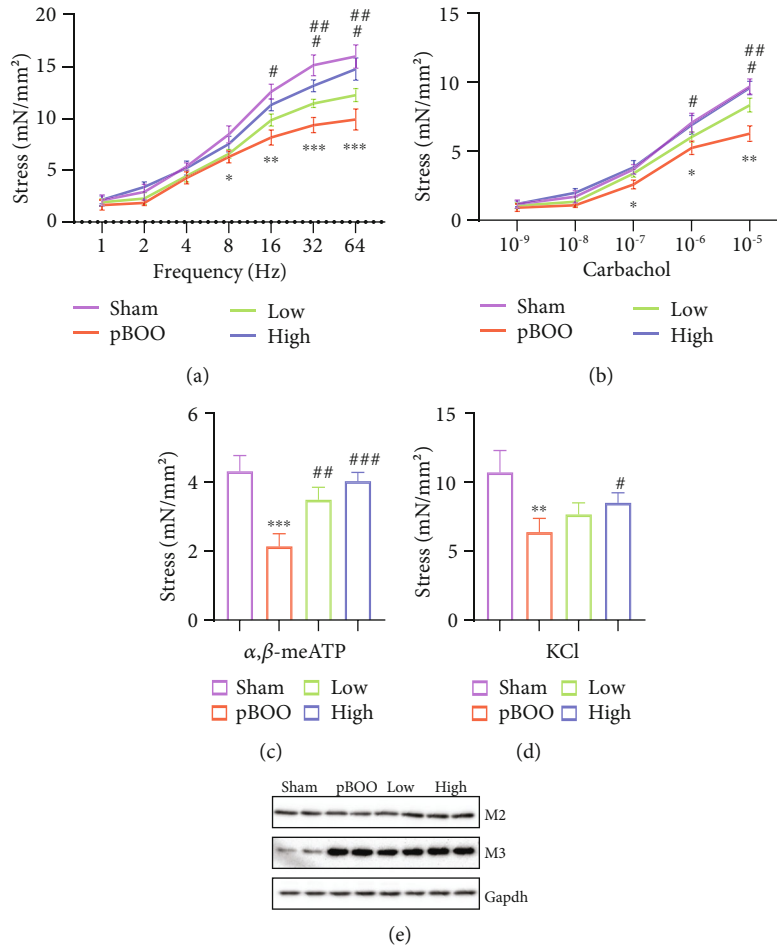 20
15
10
5
0
Stress (mN/mm²)
##
#
##
#
#
*
**
***
***
1 2 4 8 16 32 64
Frequency (Hz)
Sham Low
pBOO High
(a)
15
10
5
0
Stress (mN/mm²)
##
#
#
*
*
**
10⁻⁹ 10⁻⁸ 10⁻⁷ 10⁻⁶ 10⁻⁵
Carbachol
Sham Low
pBOO High
(b)
6
4
2
0
Stress (mN/mm²)
***
##
###
α,β-meATP
Sham Low
pBOO High
(c)
15
10
5
0
Stress (mN/mm²)
**
#
KCl
Sham Low
pBOO High
(d)
Sham pBOO Low High
M2
M3
Gapdh
(e)